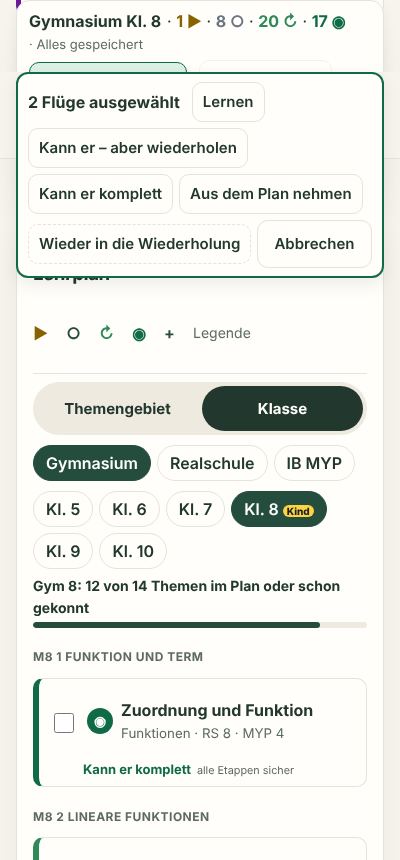 Gymnasium Kl. 8 · 1 ▶ · 8 ○ · 20 ↻ · 17 ◉
· Alles gespeichert
2 Flüge ausgewählt Lernen
Kann er – aber wiederholen
Kann er komplett Aus dem Plan nehmen
Wieder in die Wiederholung Abbrechen
Lehrplan
▶ ○ ↻ ◉ + Legende
Themengebiet Klasse
Gymnasium Realschule IB MYP
Kl. 5 Kl. 6 Kl. 7 Kl. 8 Kind
Kl. 9 Kl. 10
Gym 8: 12 von 14 Themen im Plan oder schon
gekonnt
M8 1 FUNKTION UND TERM
Zuordnung und Funktion
Funktionen · RS 8 · MYP 4
Kann er komplett alle Etappen sicher
M8 2 LINEARE FUNKTIONEN